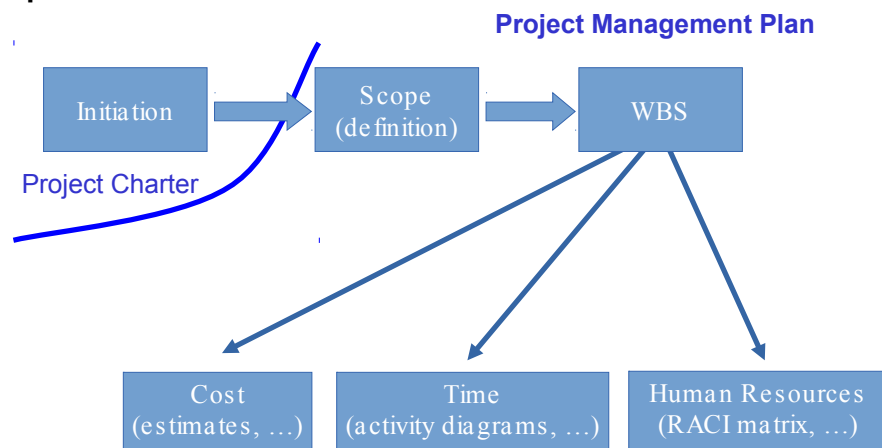 Project Management Plan
Initiation
Scope
(definition)
WBS
Project Charter
Cost
(estimates, …)
Time
(activity diagrams, …)
Human Resources
(RACI matrix, …)